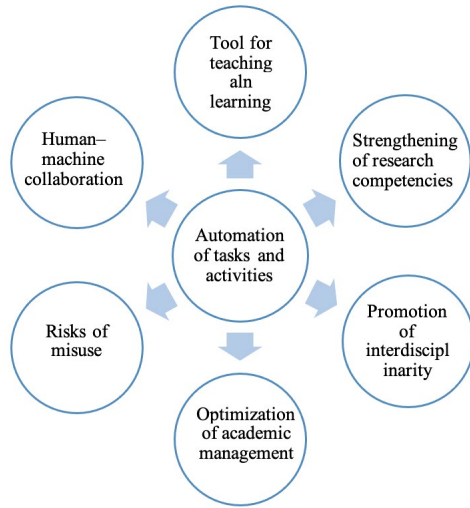 Tool for
teaching
aln
learning
Human–
machine
collaboration
Strengthening
of research
competencies
Automation
of tasks and
activities
Risks of
misuse
Promotion
of
interdiscipl
inarity
Optimization
of academic
management